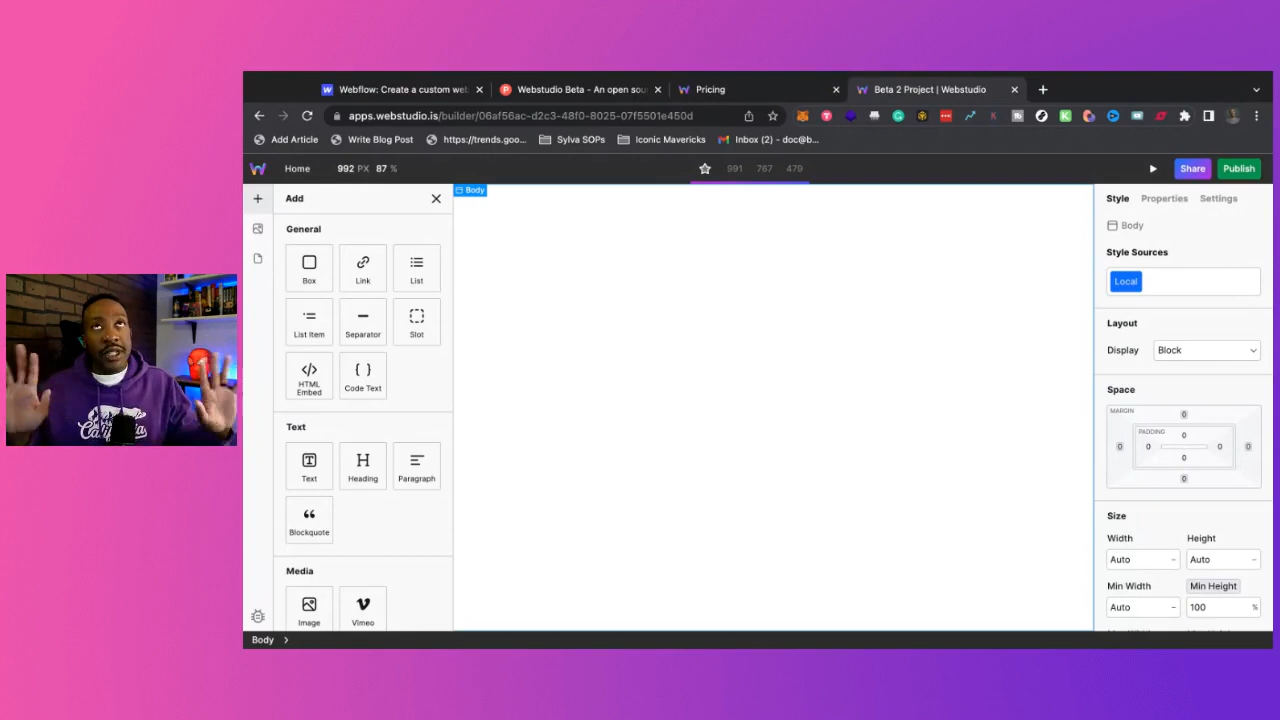 Webflow: Create a custom we
Webstudio Beta - An open sou
Pricing
Beta 2 Project | Webstudio
apps.webstudio.is/builder/06af56ac-d2c3-48f0-8025-07f5501e450d
Add Article
Write Blog Post
https://trends.goo...
Sylva SOPs
Iconic Mavericks
Inbox (2) - doc@b...
Home
992 PX 87 %
991 767 479
Share
Publish
Add
General
Box
Link
List
List Item
Separator
Slot
HTML
Embed
Code Text
Text
Text
Heading
Paragraph
Blockquote
Media
Image
Vimeo
Body
Style Properties Settings
Body
Style Sources
Local
Layout
Display
Block
Space
MARGIN
0
PADDING
0
0 0 0 0
0
0
Size
Width Height
Auto – Auto –
Min Width Min Height
Auto – 100 %
Body
California